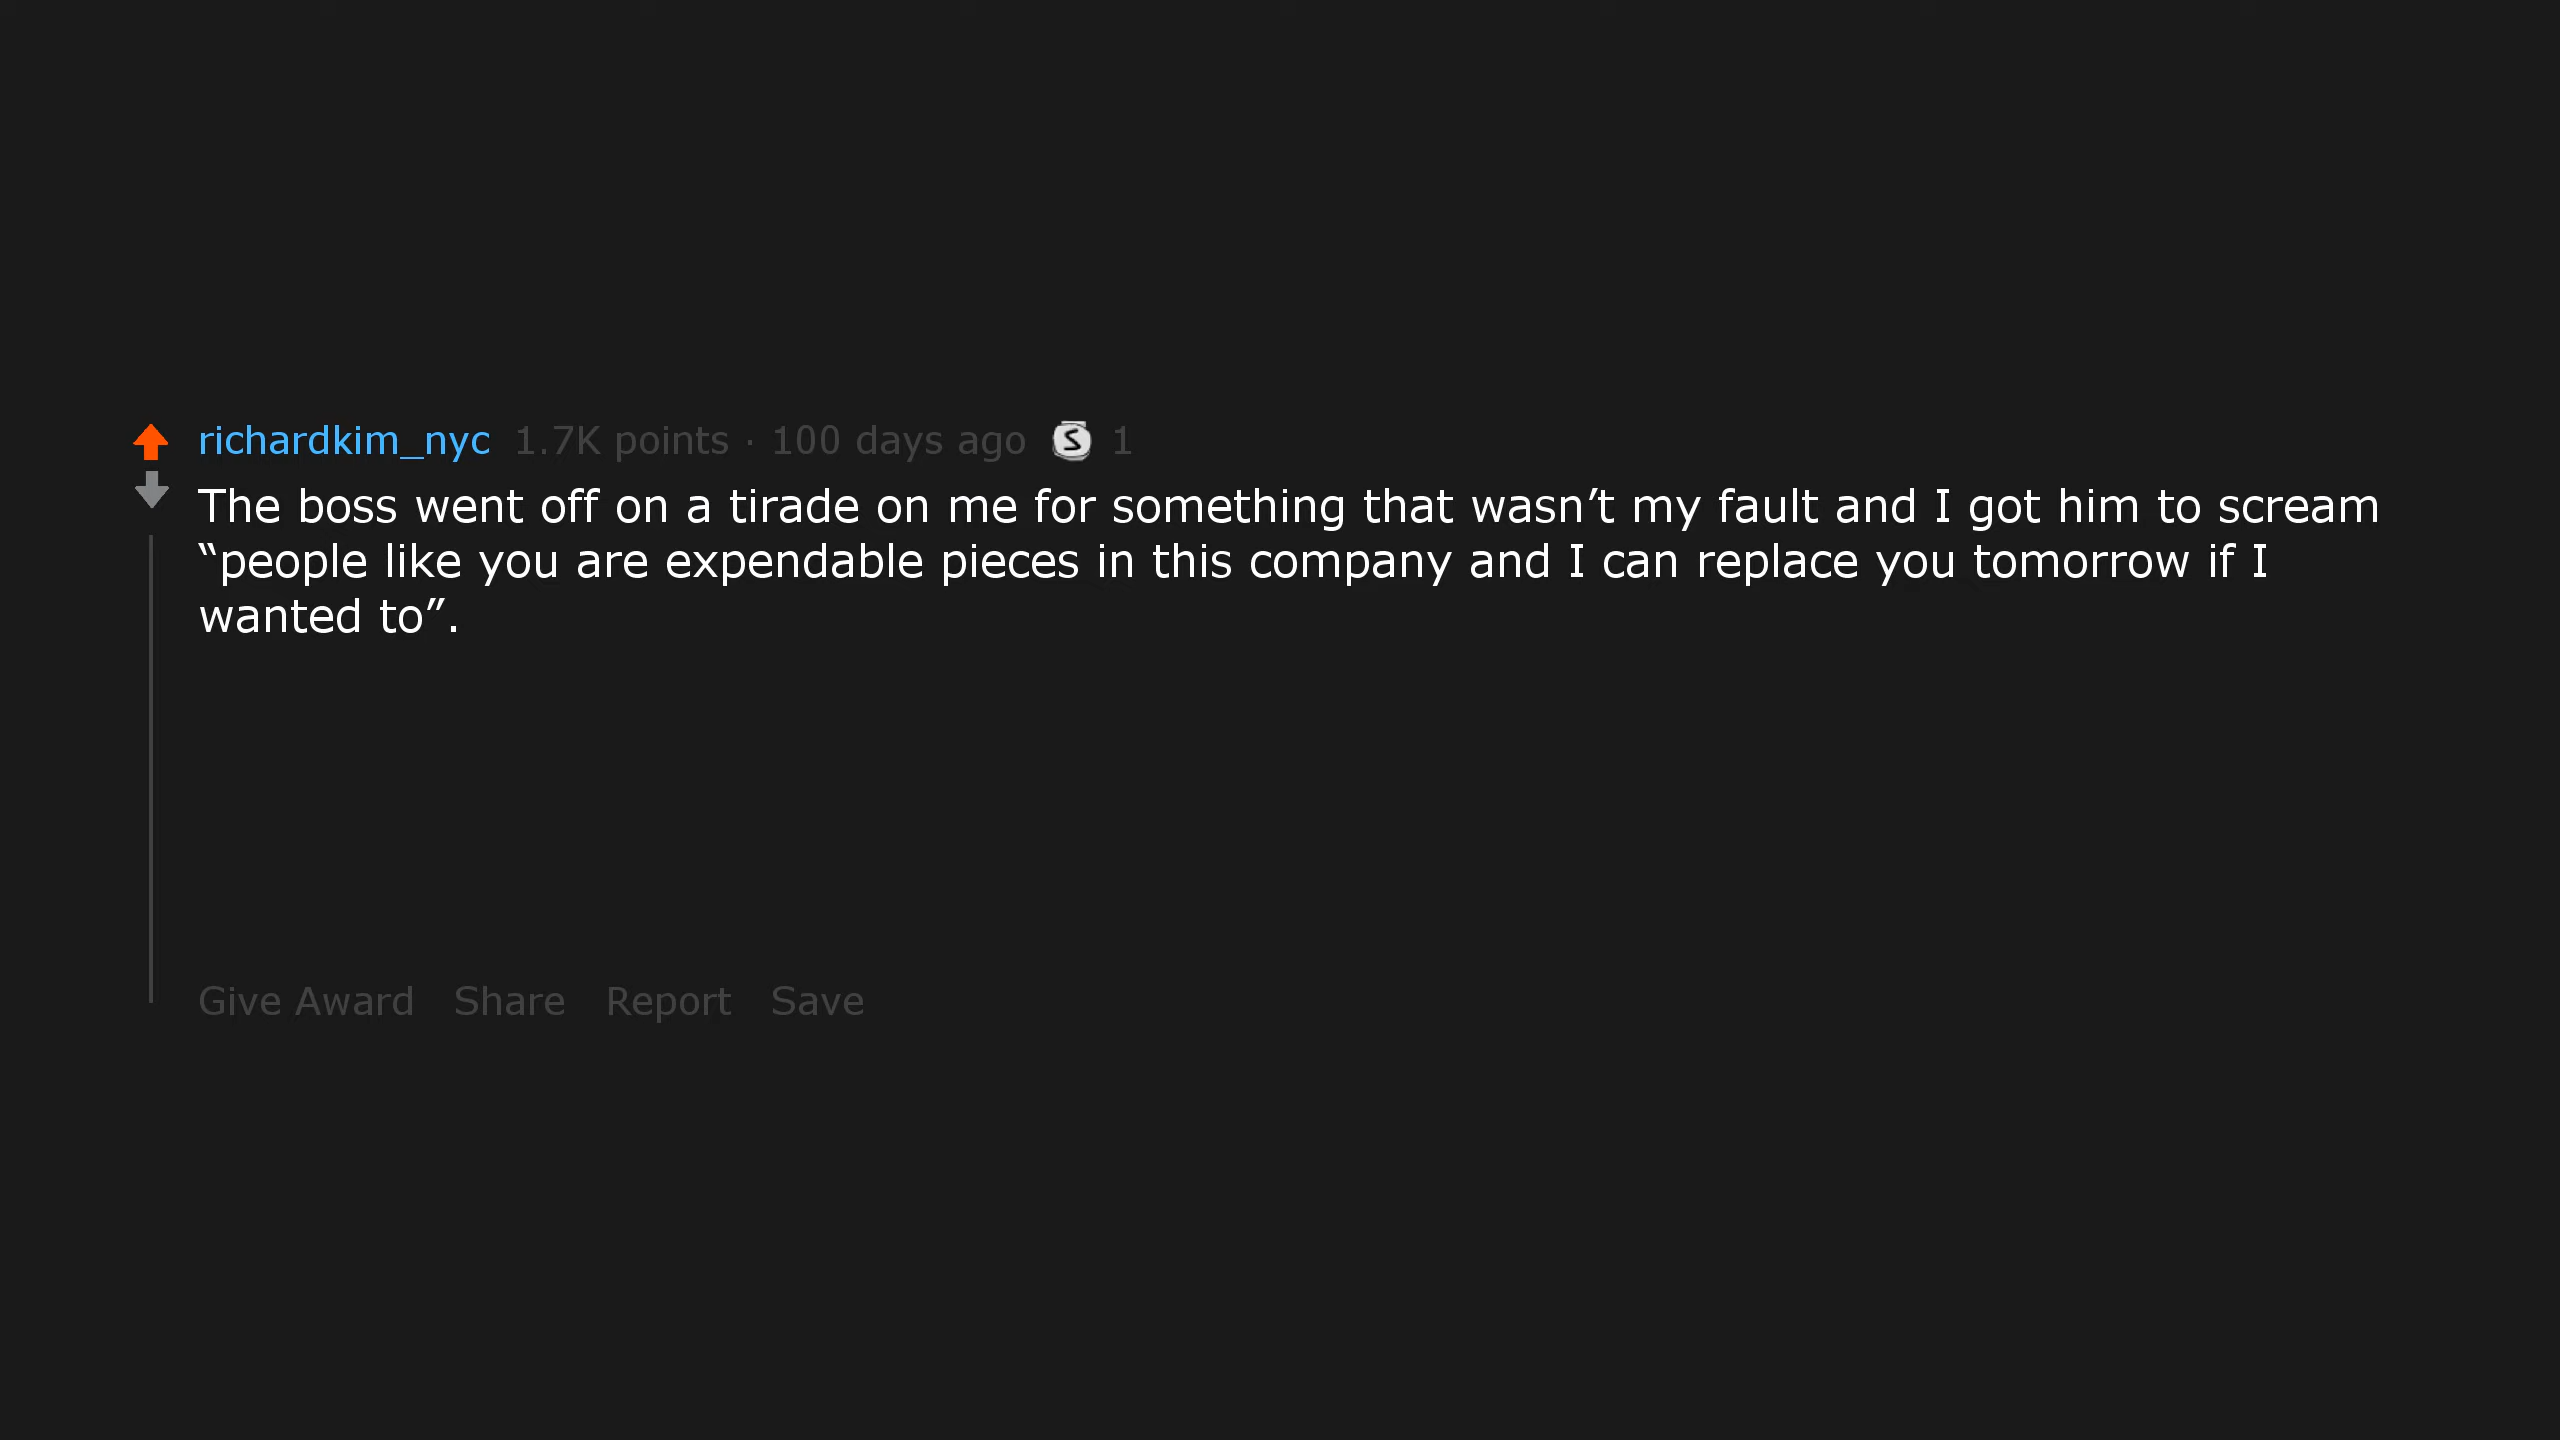 richardkim_nyc 1.7K points · 100 days ago S 1
The boss went off on a tirade on me for something that wasn’t my fault and I got him to scream
“people like you are expendable pieces in this company and I can replace you tomorrow if I
wanted to”.
Give Award Share Report Save